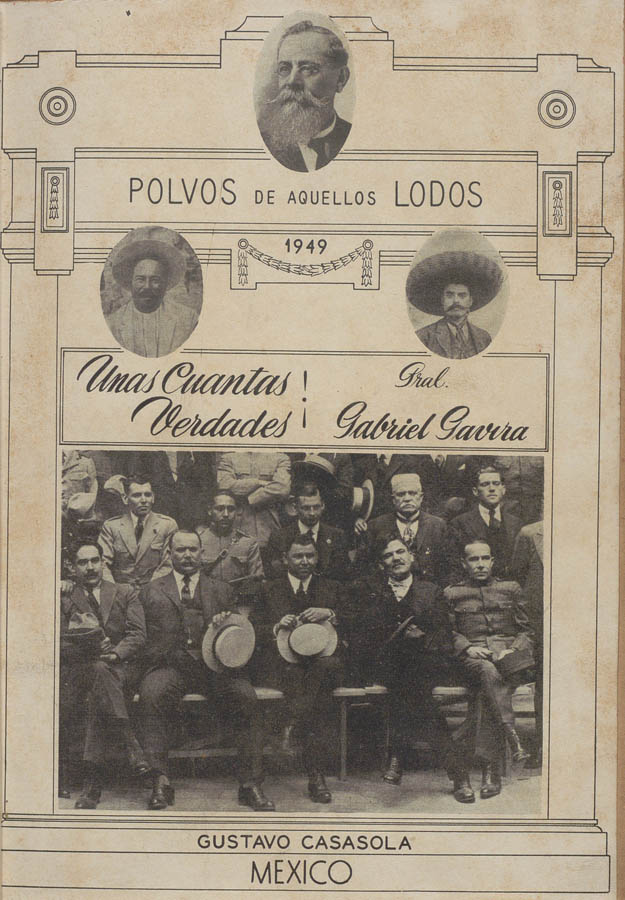 POLVOS DE AQUELLOS LODOS
1949
Unas Cuantas
Verdades
Gral.
Gabriel Gavira
GUSTAVO CASASOLA
MEXICO